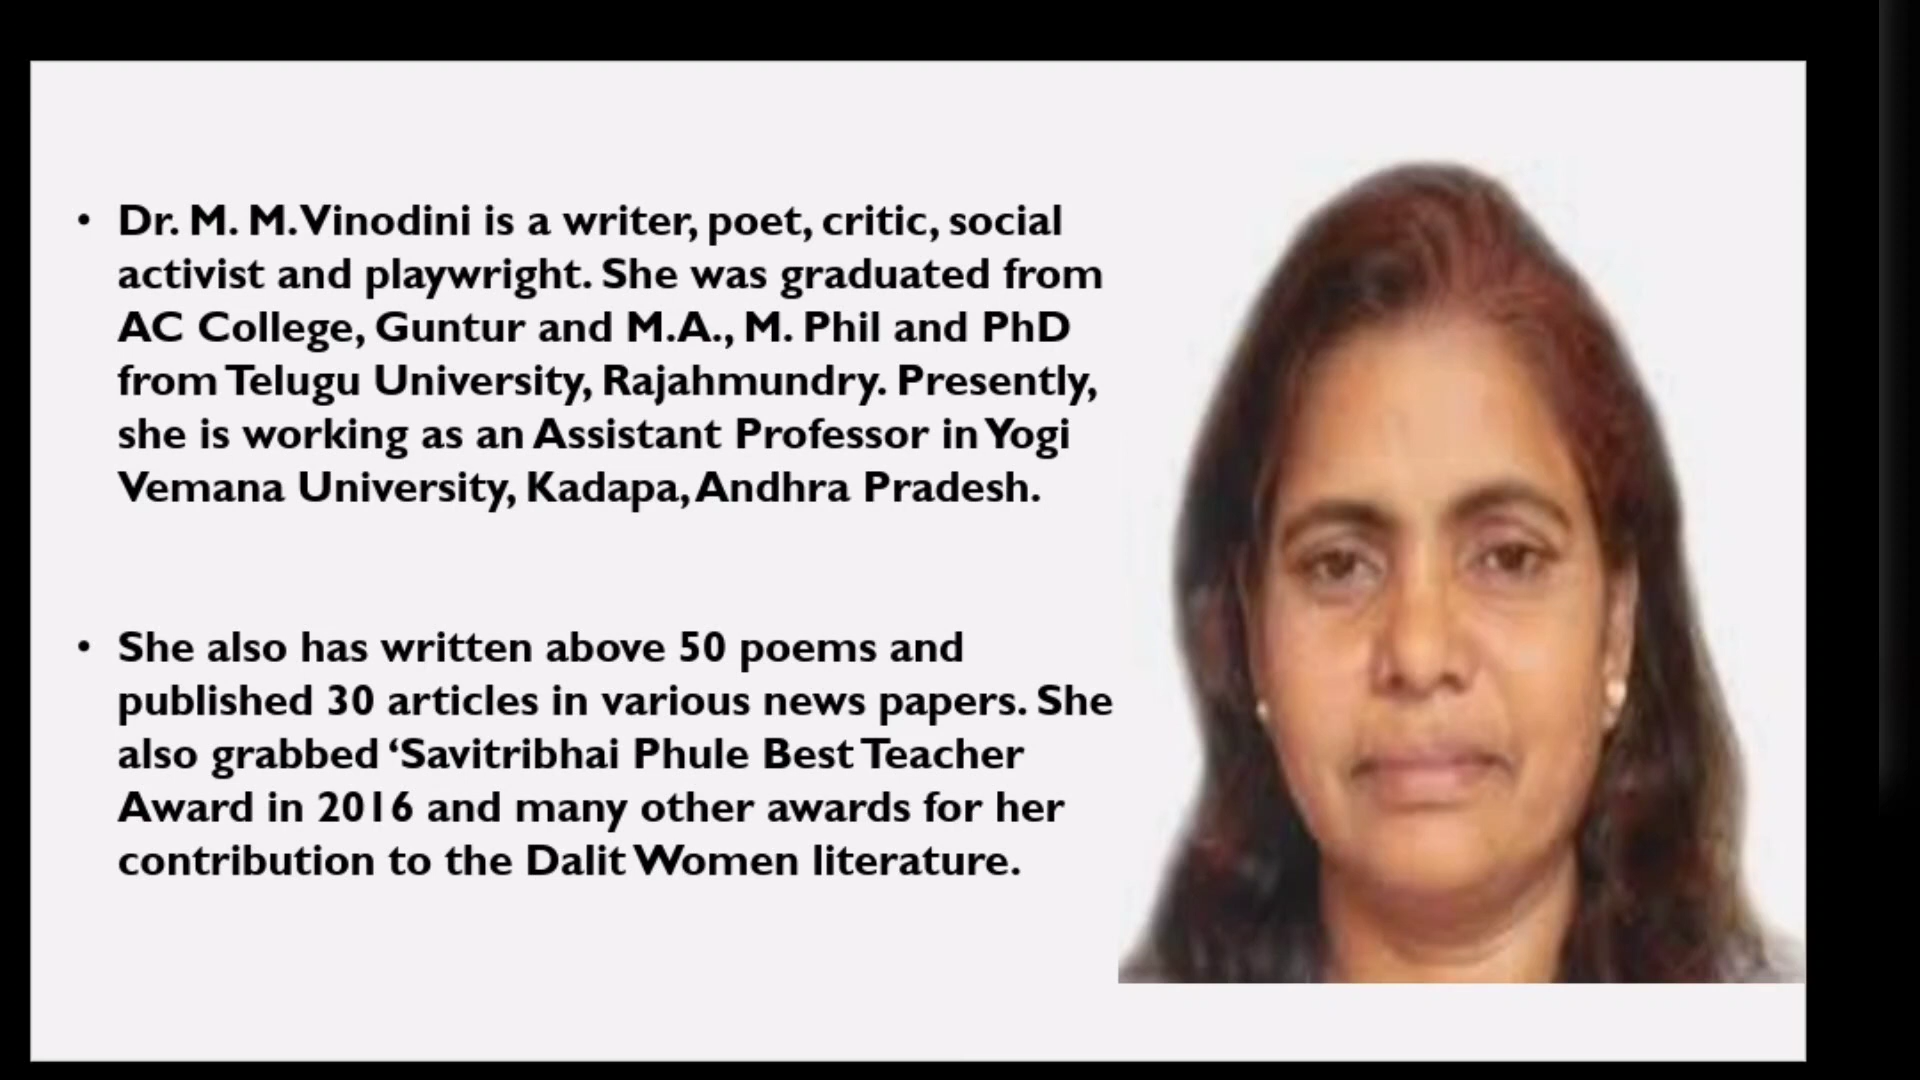 • Dr. M. M. Vinodini is a writer, poet, critic, social
activist and playwright. She was graduated from
AC College, Guntur and M.A., M. Phil and PhD
from Telugu University, Rajahmundry. Presently,
she is working as an Assistant Professor in Yogi
Vemana University, Kadapa, Andhra Pradesh.
• She also has written above 50 poems and
published 30 articles in various news papers. She
also grabbed ‘Savitribhai Phule Best Teacher
Award in 2016 and many other awards for her
contribution to the Dalit Women literature.